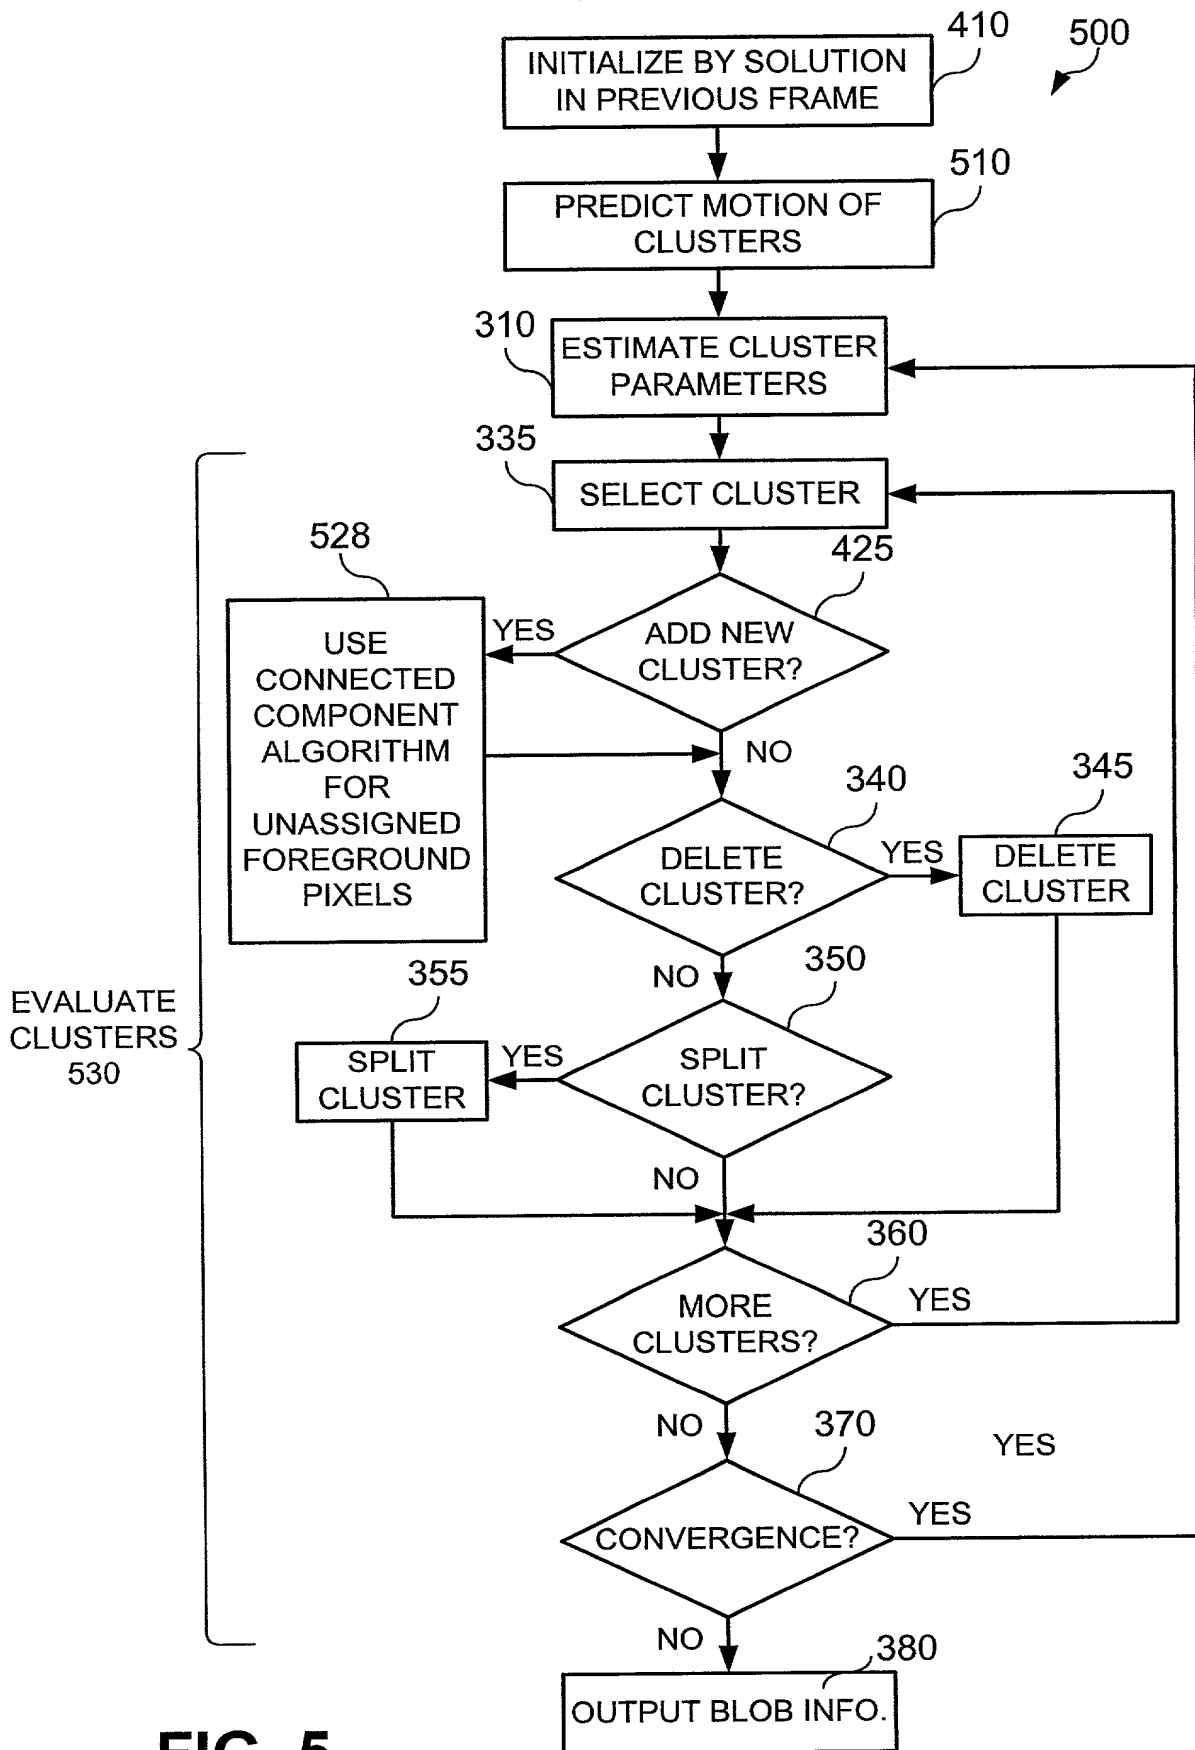 410
500
INITIALIZE BY SOLUTION
IN PREVIOUS FRAME
510
PREDICT MOTION OF
CLUSTERS
310
ESTIMATE CLUSTER
PARAMETERS
335
SELECT CLUSTER
528
425
USE
CONNECTED
COMPONENT
ALGORITHM
FOR
UNASSIGNED
FOREGROUND
PIXELS
YES
ADD NEW
CLUSTER?
NO
340
345
DELETE
CLUSTER?
YES
DELETE
CLUSTER
NO
355
350
EVALUATE
CLUSTERS
530
SPLIT
CLUSTER
YES
SPLIT
CLUSTER?
NO
360
MORE
CLUSTERS?
YES
NO
370
YES
CONVERGENCE?
YES
NO
380
OUTPUT BLOB INFO.
FIG. 5